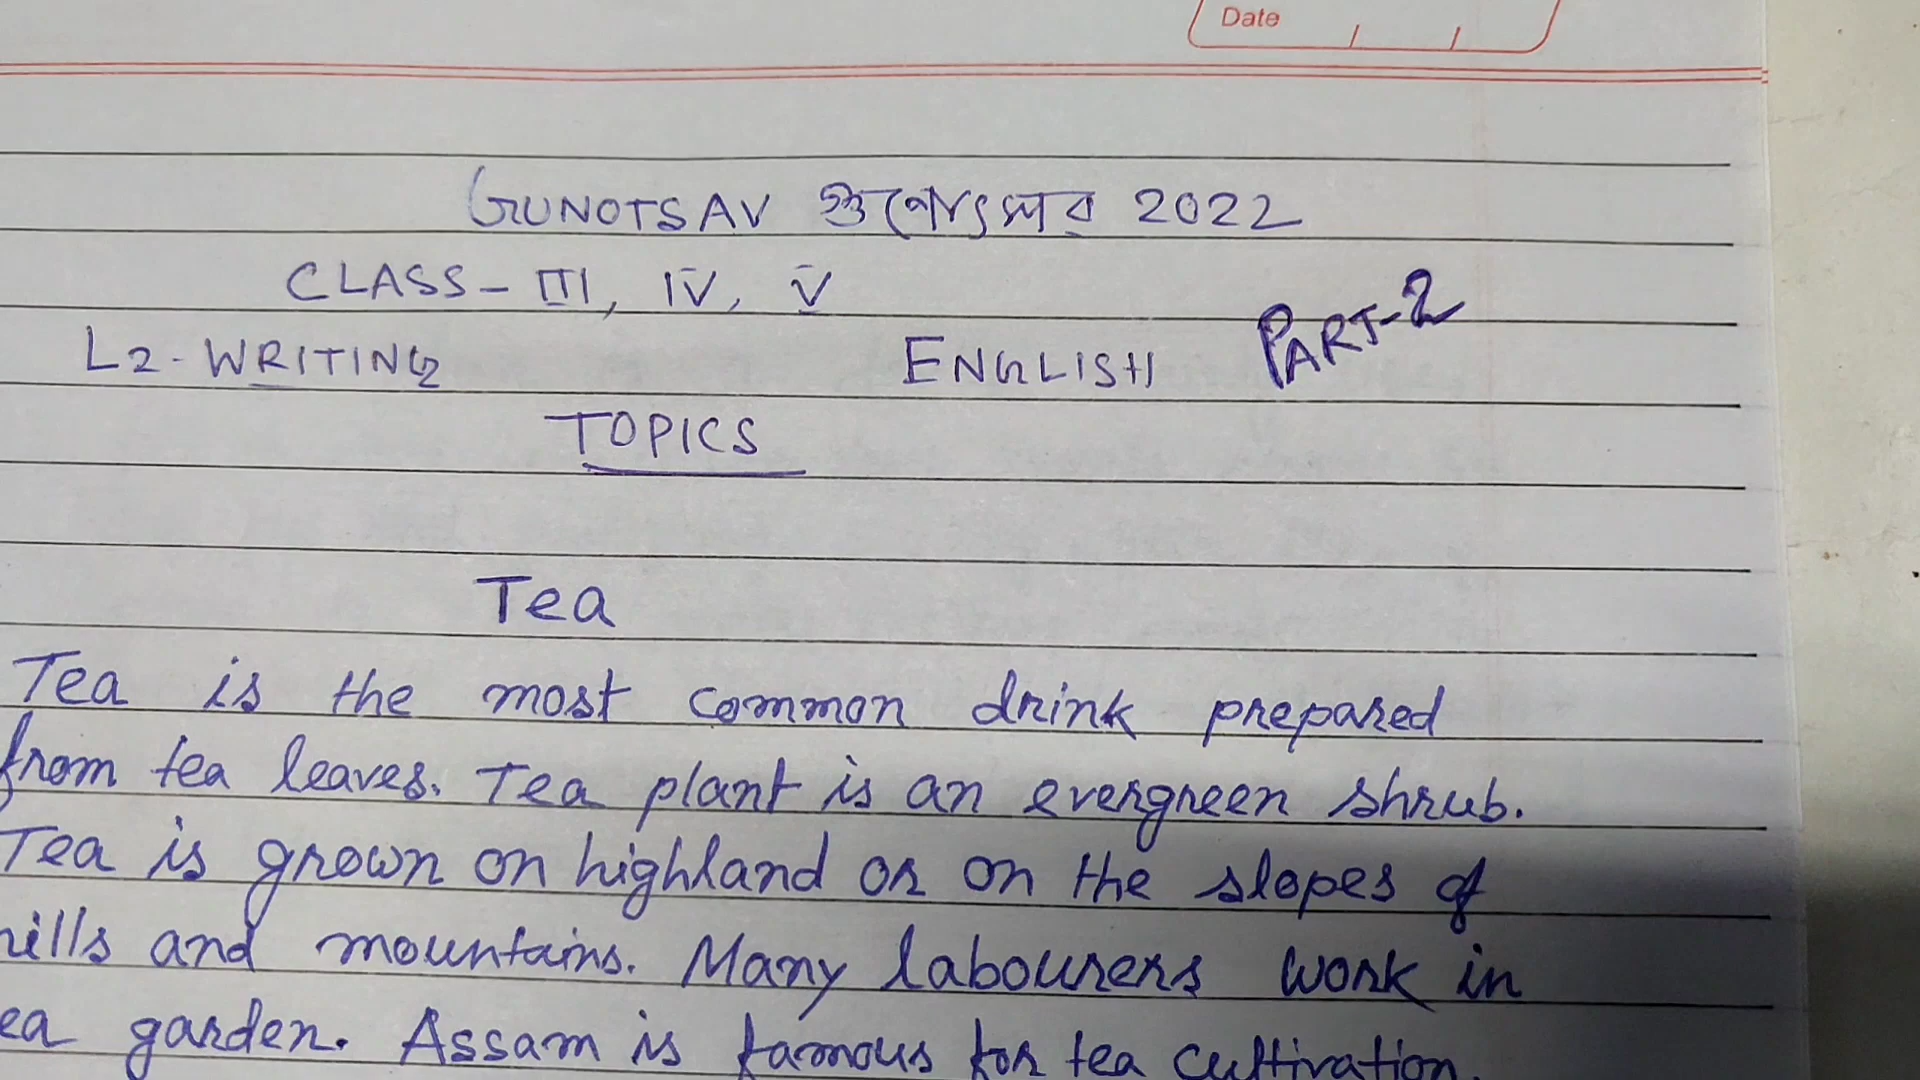 Date
GUNOTSAV গুণোৎসৱ 2022
CLASS- III, IV, V
PART-2
L2-WRITING ENGLISH
TOPICS
Tea
Tea is the most common drink prepared
from tea leaves. Tea plant is an evergreen shrub.
Tea is grown on highland or on the slopes of
hills and mountains. Many labourers work in
ea garden. Assam is famous for tea cultivation.